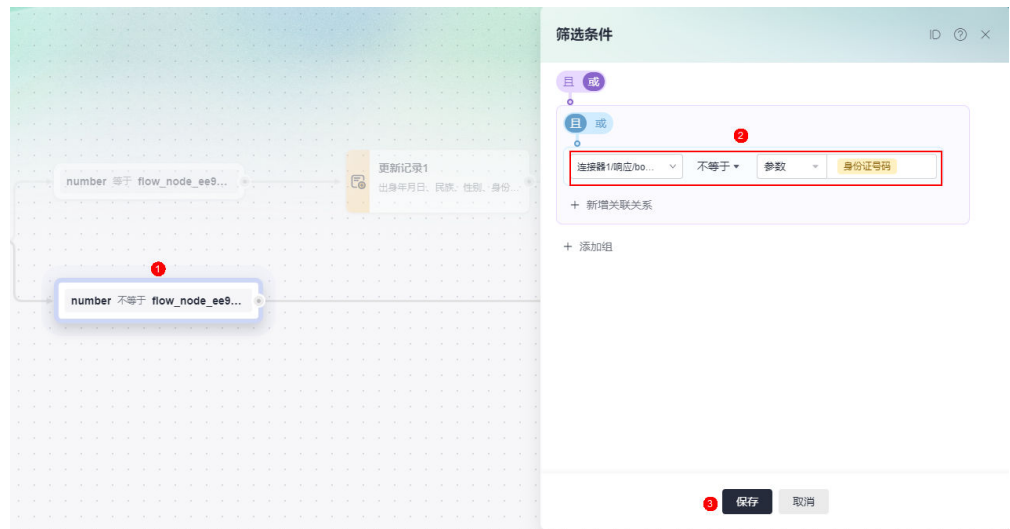 筛选条件
ID
且 或
且 或
2
连接器1/响应/bo... 不等于 参数 身份证号码
+ 新增关联关系
+ 添加组
number 等于 flow_node_ee9...
更新记录1
出身年月日、民族、性别、身份...
1
number 不等于 flow_node_ee9...
3 保存 取消